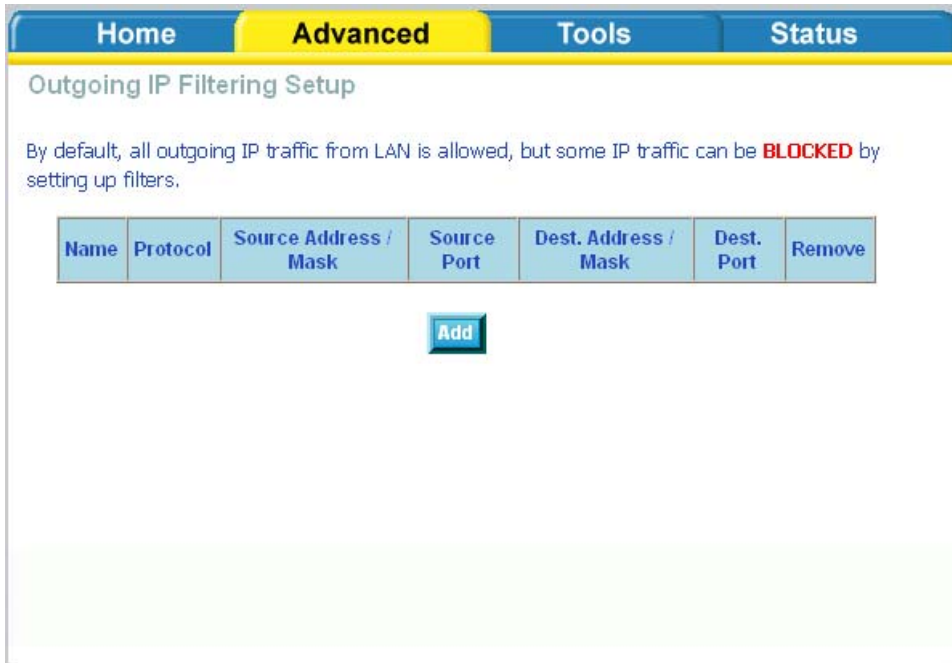 Home Advanced Tools Status
Outgoing IP Filtering Setup
By default, all outgoing IP traffic from LAN is allowed, but some IP traffic can be BLOCKED by
setting up filters.
Name Protocol Source Address / Mask Source Port Dest. Address / Mask Dest. Port Remove
Add